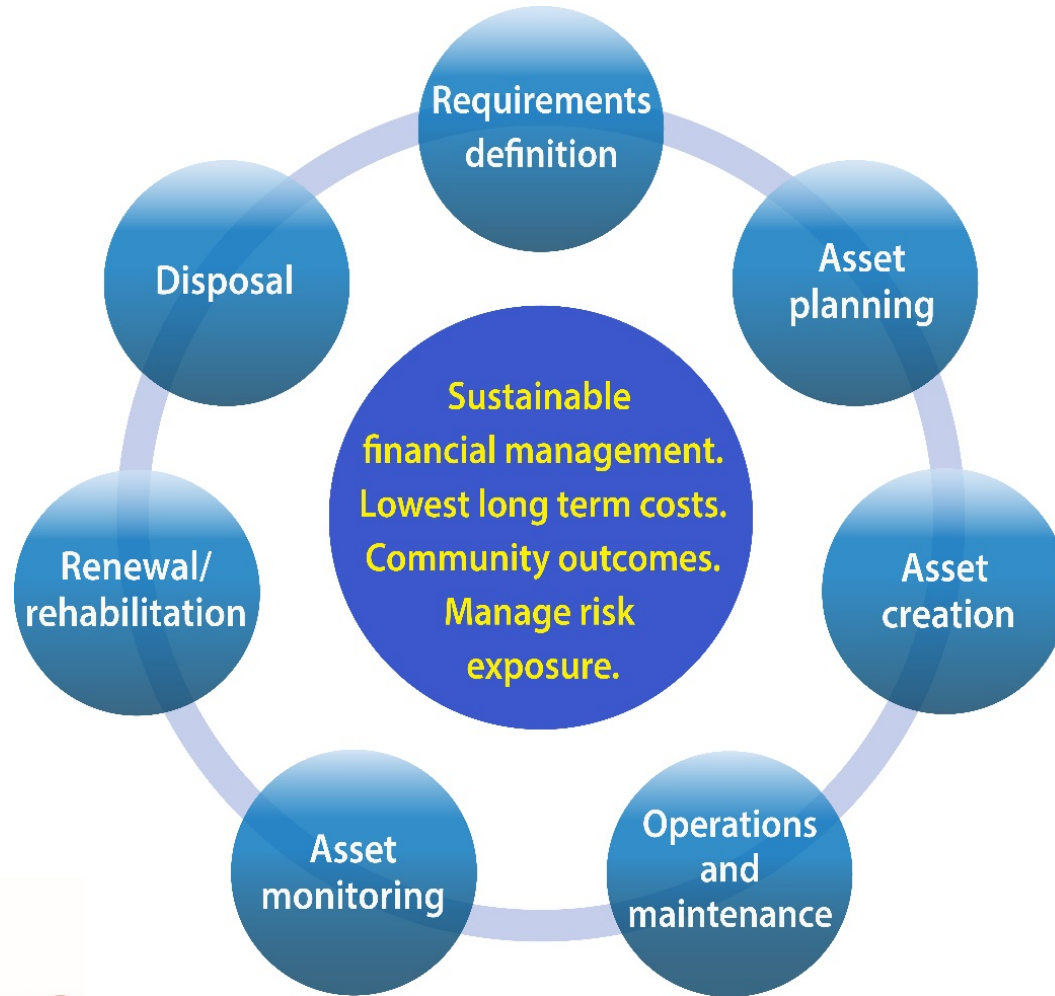 Requirements
definition
Asset
planning
Asset
creation
Operations
and
maintenance
Asset
monitoring
Renewal/
rehabilitation
Disposal
Sustainable
financial management.
Lowest long term costs.
Community outcomes.
Manage risk
exposure.